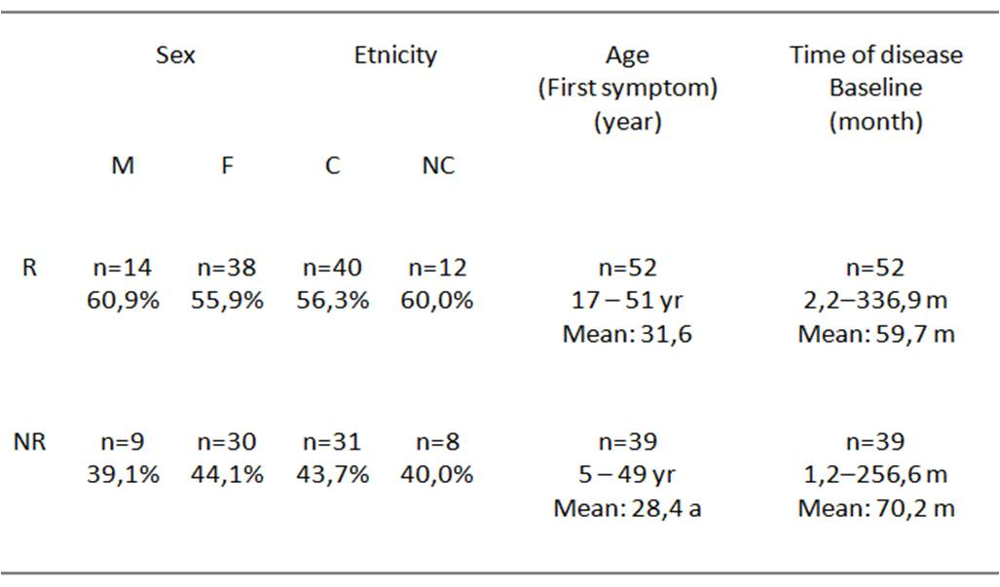 Sex Etnicity Age Time of disease
(First symptom) Baseline
(year) (month)
M F C NC
R n=14 n=38 n=40 n=12 n=52 n=52
60,9% 55,9% 56,3% 60,0% 17 – 51 yr 2,2–336,9 m
Mean: 31,6 Mean: 59,7 m
NR n=9 n=30 n=31 n=8 n=39 n=39
39,1% 44,1% 43,7% 40,0% 5 – 49 yr 1,2–256,6 m
Mean: 28,4 a Mean: 70,2 m